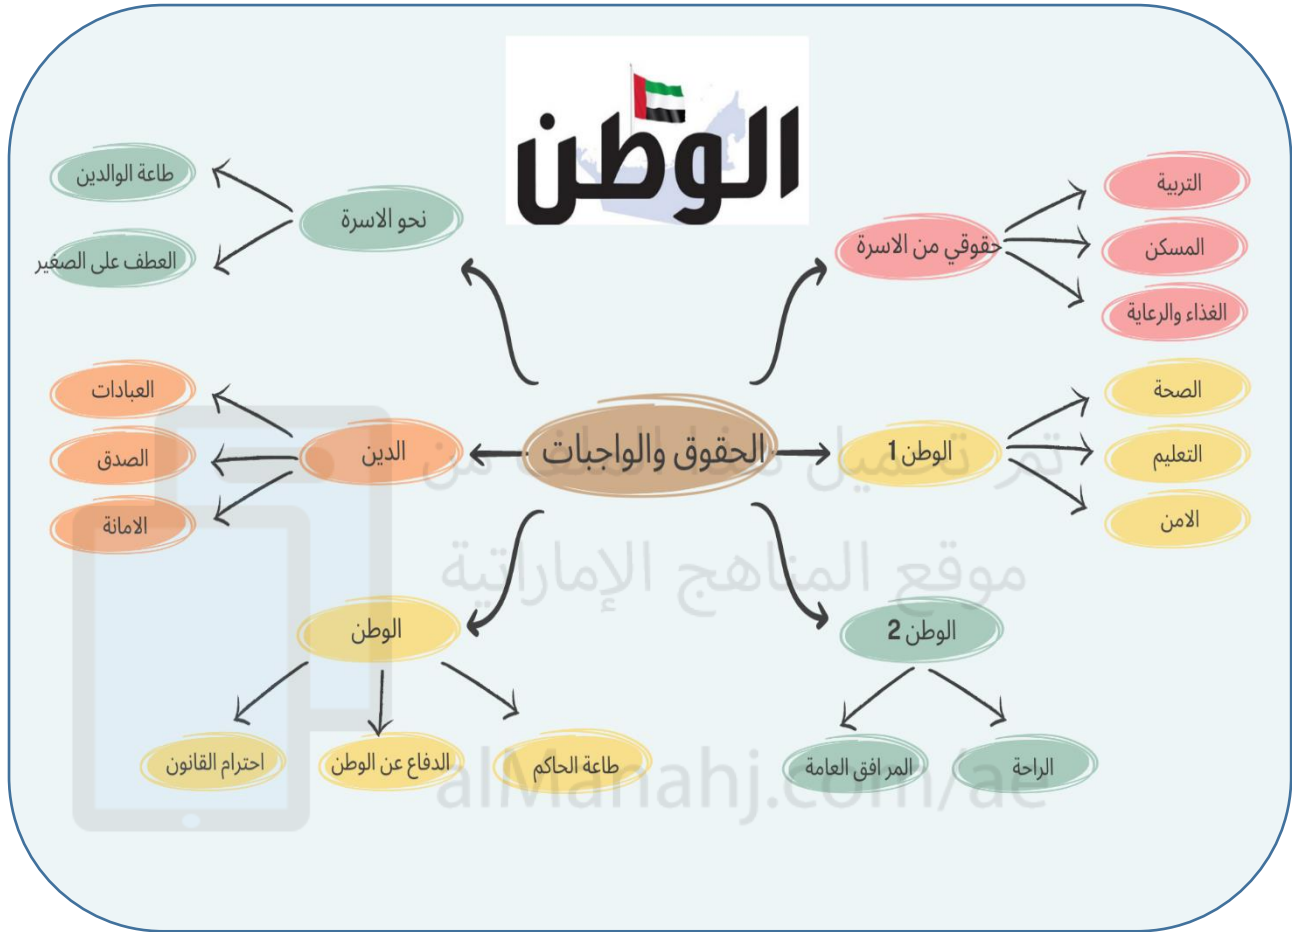 الوطن
حقوقي من الاسرة
التربية
المسكن
الغذاء والرعاية
نحو الاسرة
طاعة الوالدين
العطف على الصغير
الحقوق والواجبات
الوطن 1
الصحة
التعليم
الامن
الدين
العبادات
الصدق
الامانة
الوطن 2
الراحة
المرافق العامة
الوطن
طاعة الحاكم
الدفاع عن الوطن
احترام القانون
تم تحميل هذا الملف من
موقع المناهج الإماراتية
alManahj.com/ae